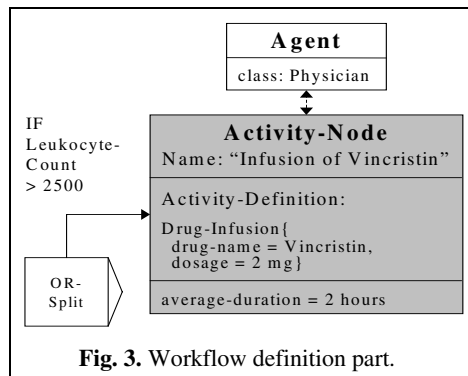 Agent
class: Physician
IF
Leukocyte-
Count
> 2500
Activity-Node
Name: “Infusion of Vincristin”
Activity-Definition:
Drug-Infusion{
drug-name = Vincristin,
dosage = 2 mg}
OR-
Split
average-duration = 2 hours
Fig. 3. Workflow definition part.